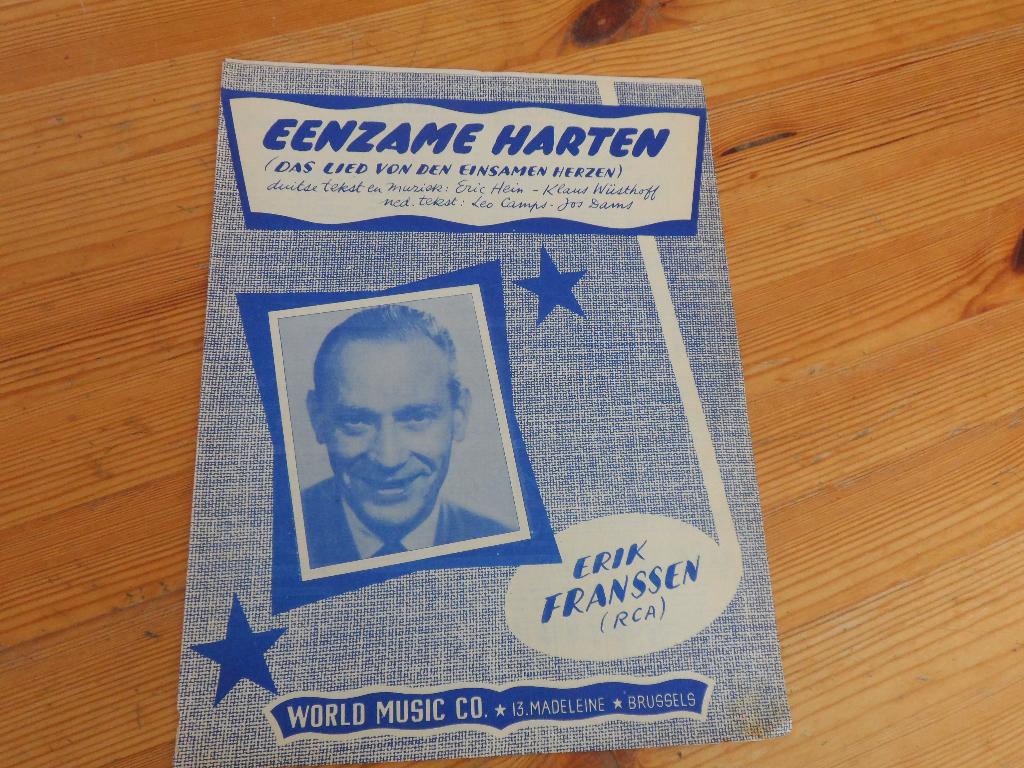 EENZAME HARTEN
(DAS LIED VON DEN EINSAMEN HERZEN)
duitse tekst en muziek: Eric Hein - Klaus Wüsthoff
ned. tekst: Leo Camps - Jos Dams
ERIK
FRANSSEN
(RCA)
WORLD MUSIC CO. ★ 13. MADELEINE ★ BRUSSELS